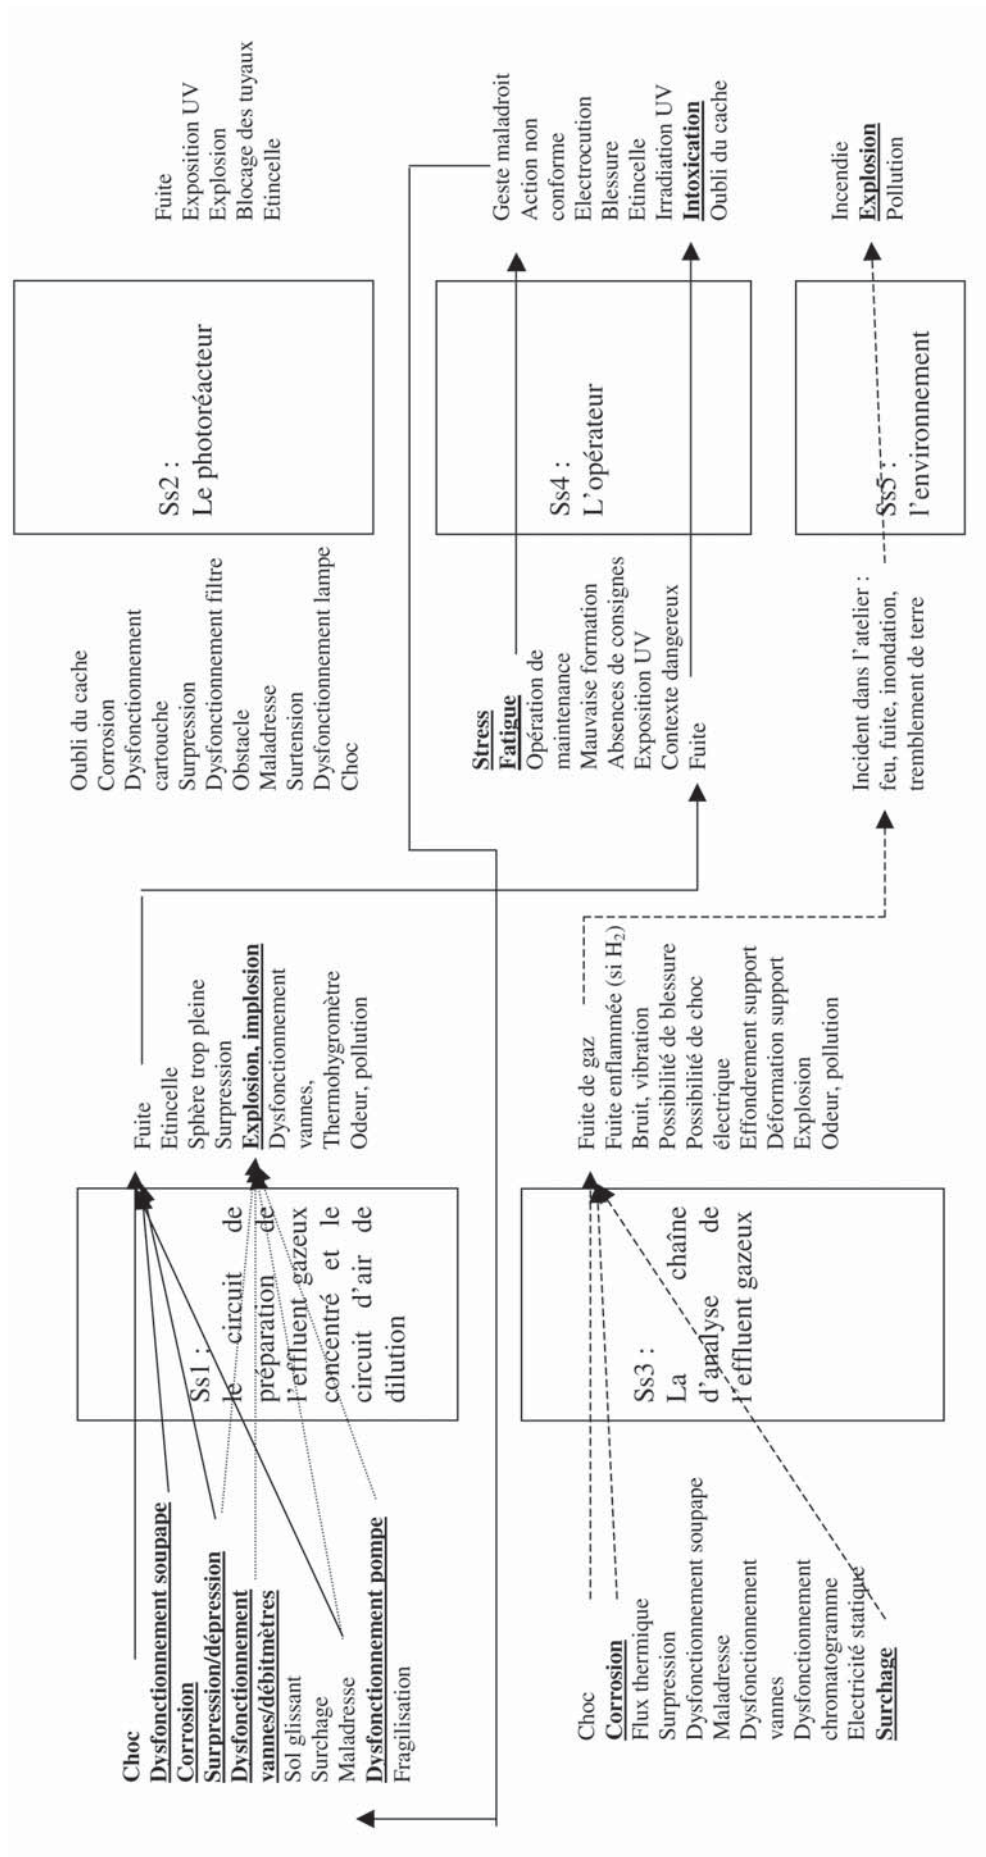 Choc
Dysfonctionnement soupape
Corrosion
Surpression/dépression
Dysfonctionnement
vannes/débitmètres
Sol glissant
Surchage
Maladresse
Dysfonctionnement pompe
Fragilisation
Ss1 :
le circuit de
préparation de
l'effluent gazeux
concentré et le
circuit d'air de
dilution
Fuite
Etincelle
Sphère trop pleine
Surpression
Explosion, implosion
Dysfonctionnement
vannes,
Thermohygromètre
Odeur, pollution
Oubli du cache
Corrosion
Dysfonctionnement
cartouche
Surpression
Dysfonctionnement filtre
Obstacle
Maladresse
Surtension
Dysfonctionnement lampe
Choc
Ss2 :
Le photoréacteur
Fuite
Exposition UV
Explosion
Blocage des tuyaux
Etincelle
Choc
Corrosion
Flux thermique
Surpression
Dysfonctionnement soupape
Maladresse
Dysfonctionnement
vannes
Dysfonctionnement
chromatogramme
Electricité statique
Surchage
Ss3 :
La chaîne
d'analyse de
l'effluent gazeux
Fuite de gaz
Fuite enflammée (si H₂)
Bruit, vibration
Possibilité de blessure
Possibilité de choc
électrique
Effondrement support
Déformation support
Explosion
Odeur, pollution
Stress
Fatigue
Opération de
maintenance
Mauvaise formation
Absences de consignes
Exposition UV
Contexte dangereux
Fuite
Ss4 :
L'opérateur
Geste maladroit
Action non
conforme
Electrocution
Blessure
Etincelle
Irradiation UV
Intoxication
Oubli du cache
Incident dans l'atelier :
feu, fuite, inondation,
tremblement de terre
Ss5 :
l'environnement
Incendie
Explosion
Pollution